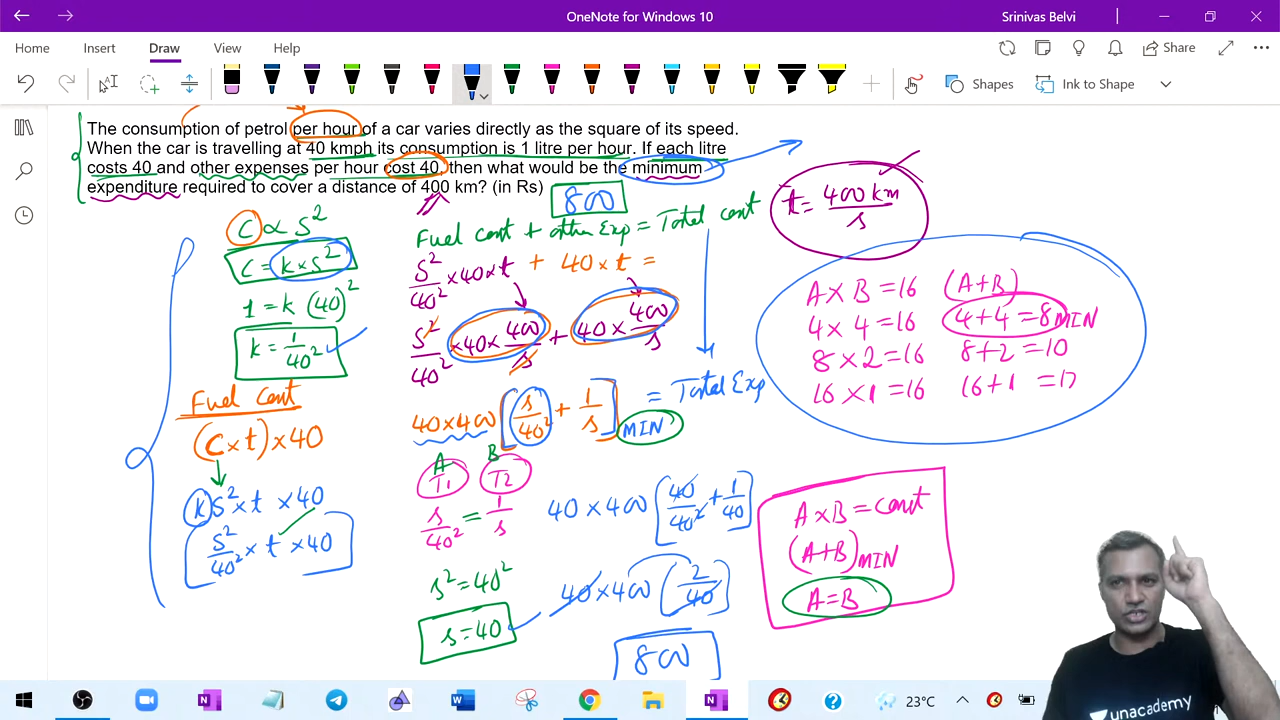 OneNote for Windows 10
Srinivas Belvi
Home Insert Draw View Help
Share
Shapes
Ink to Shape
The consumption of petrol per hour of a car varies directly as the square of its speed.
When the car is travelling at 40 kmph its consumption is 1 litre per hour. If each litre
costs 40 and other expenses per hour cost 40, then what would be the minimum
expenditure required to cover a distance of 400 km? (in Rs)
800
C ∝ S²
C = k×S²
1 = k (40)²
k = 1/40²
Fuel cost
(C×t)×40
kS²×t ×40
S²/40² × t ×40
Fuel cost + other Exp = Total cost
S²/40² ×40×t + 40×t =
S²/40² ×40× 400/s + 40× 400/s
40×400 [s/40² + 1/s] = Total Exp
MIN
A B
T1 T2
s/40² = 1/s
s² = 40²
s = 40
40×400 [40/40² + 1/40]
40×400 (2/40)
800
t = 400 km/s
A×B = 16 (A+B)
4×4 = 16 4+4 = 8 MIN
8×2 = 16 8+2 = 10
16×1 = 16 16+1 = 17
A×B = const
(A+B)MIN
A=B
unacademy
23°C